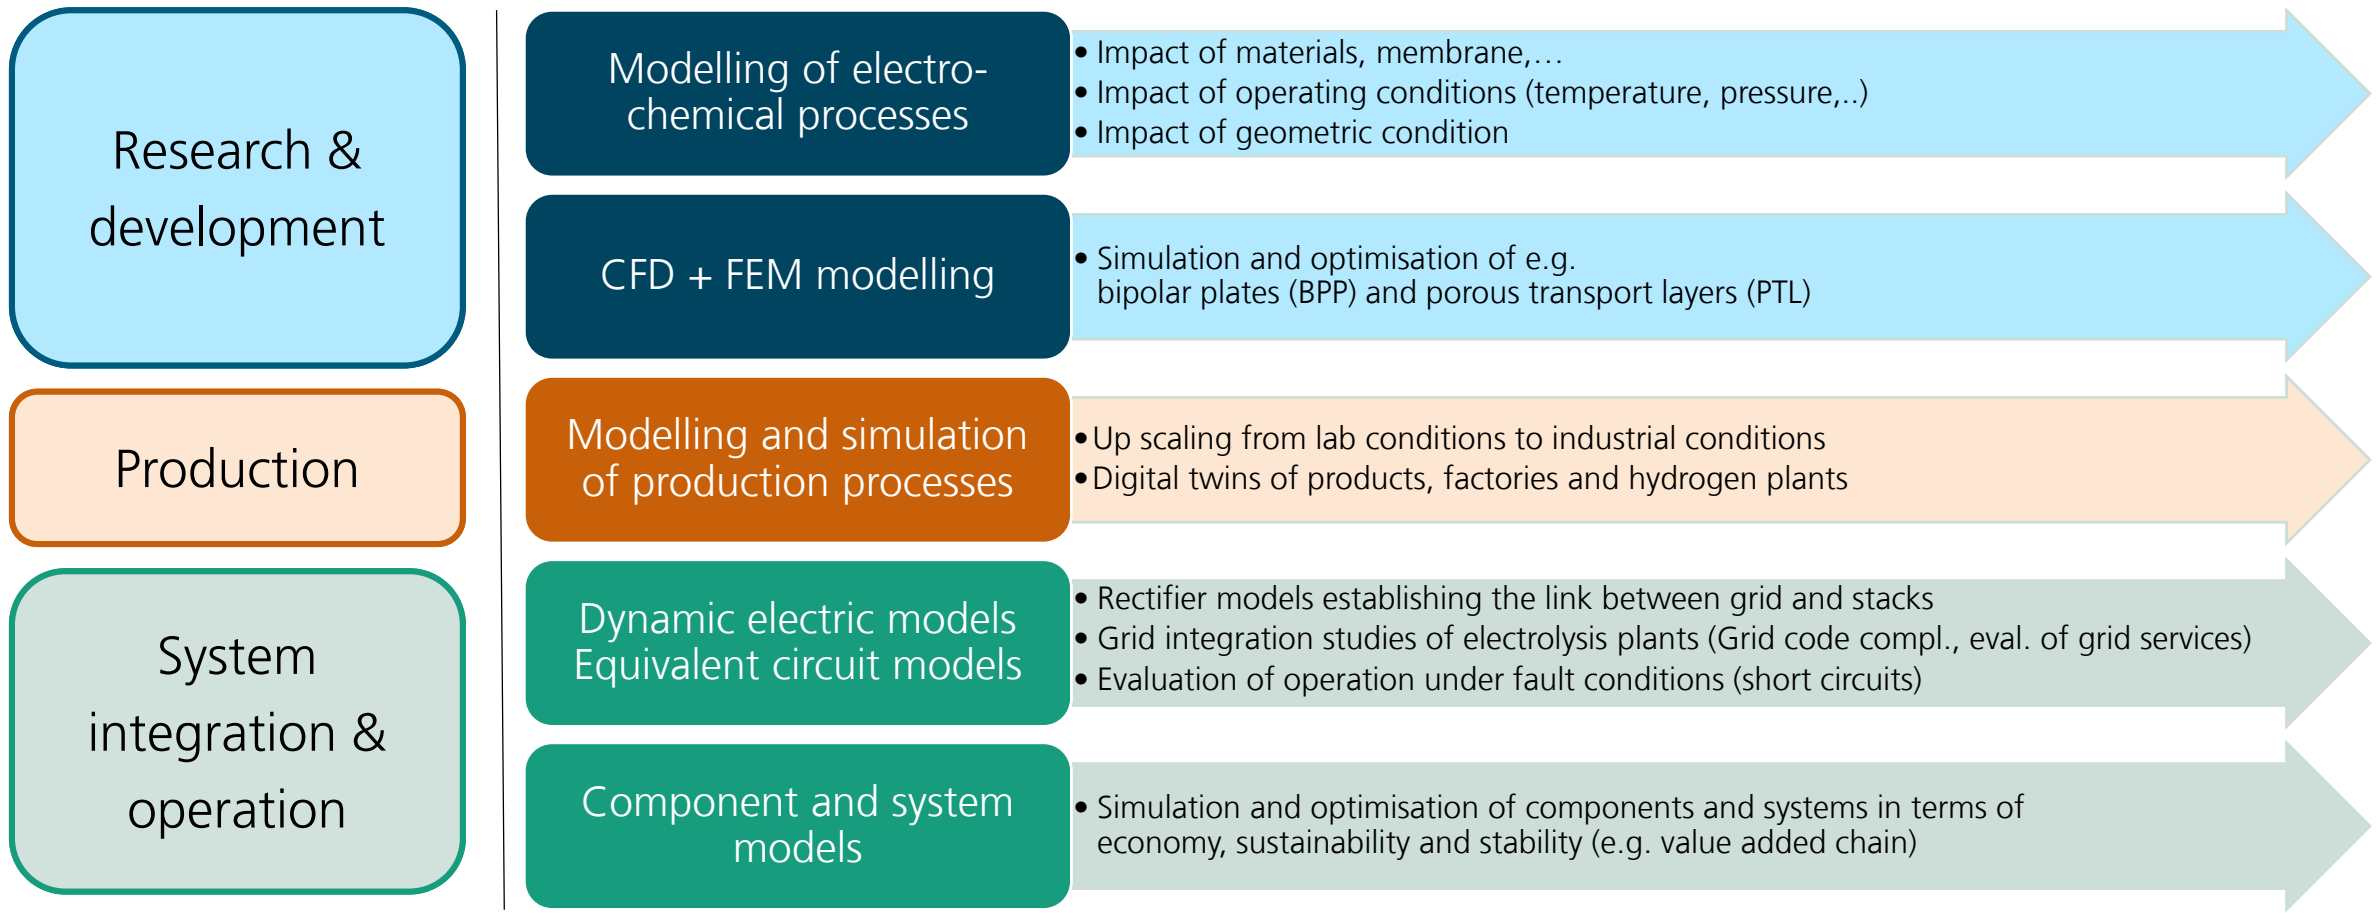 Research &
development
Modelling of electro-
chemical processes
• Impact of materials, membrane,…
• Impact of operating conditions (temperature, pressure,..)
• Impact of geometric condition
CFD + FEM modelling
• Simulation and optimisation of e.g.
bipolar plates (BPP) and porous transport layers (PTL)
Production
Modelling and simulation
of production processes
• Up scaling from lab conditions to industrial conditions
• Digital twins of products, factories and hydrogen plants
System
integration &
operation
Dynamic electric models
Equivalent circuit models
• Rectifier models establishing the link between grid and stacks
• Grid integration studies of electrolysis plants (Grid code compl., eval. of grid services)
• Evaluation of operation under fault conditions (short circuits)
Component and system
models
• Simulation and optimisation of components and systems in terms of
economy, sustainability and stability (e.g. value added chain)